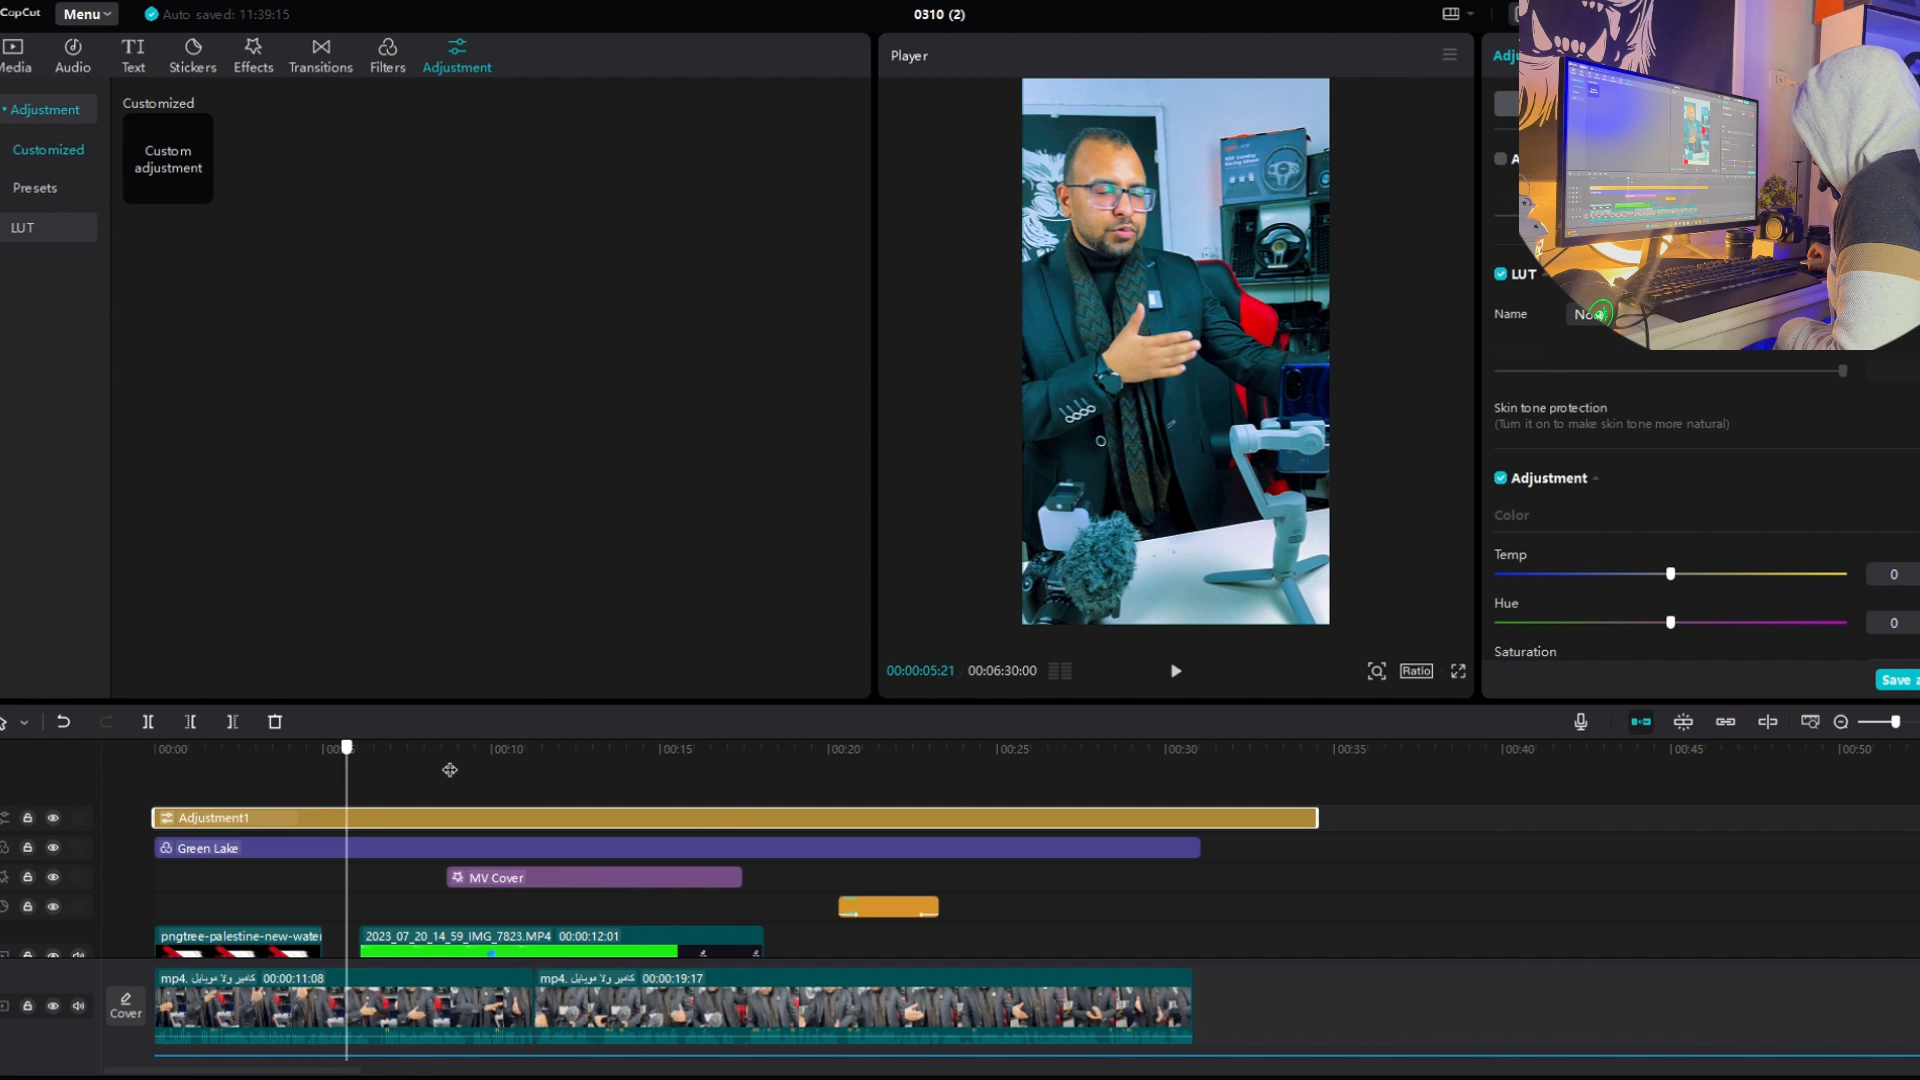 CapCut
Menu
Auto saved: 11:39:15
0310 (2)
Media
Audio
TI
Text
Stickers
Effects
Transitions
Filters
Adjustment
Adjustment
Customized
Presets
LUT
Customized
Custom
adjustment
Player
00:00:05:21
00:06:30:00
Ratio
LUT
Name
Skin tone protection
(Turn it on to make skin tone more natural)
Adjustment
Color
Temp
0
Hue
0
Saturation
Save
00:00
00:10
00:15
00:20
00:25
00:30
00:35
00:40
00:45
00:50
Adjustment1
Green Lake
MV Cover
pngtree-palestine-new-water
2023_07_20_14_59_IMG_7823.MP4 00:00:12:01
Cover
كامير ولا موبايل .mp4 00:00:11:08
كامير ولا موبايل .mp4 00:00:19:17